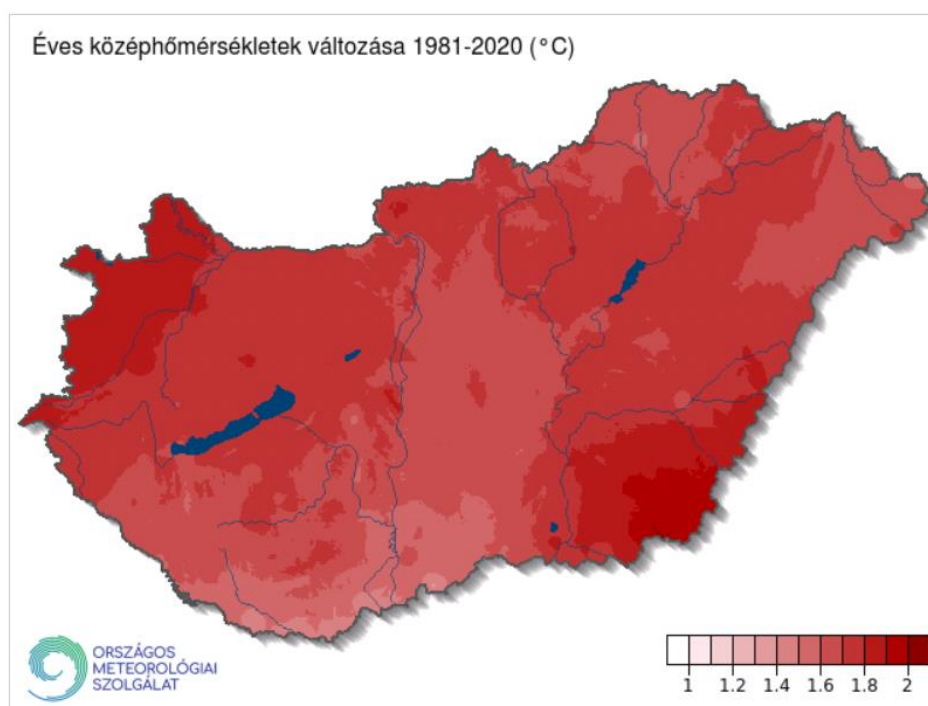 Éves középhőmérsékletek változása 1981-2020 (°C)
ORSZÁGOS
METEOROLÓGIAI
SZOLGÁLAT
1 1.2 1.4 1.6 1.8 2